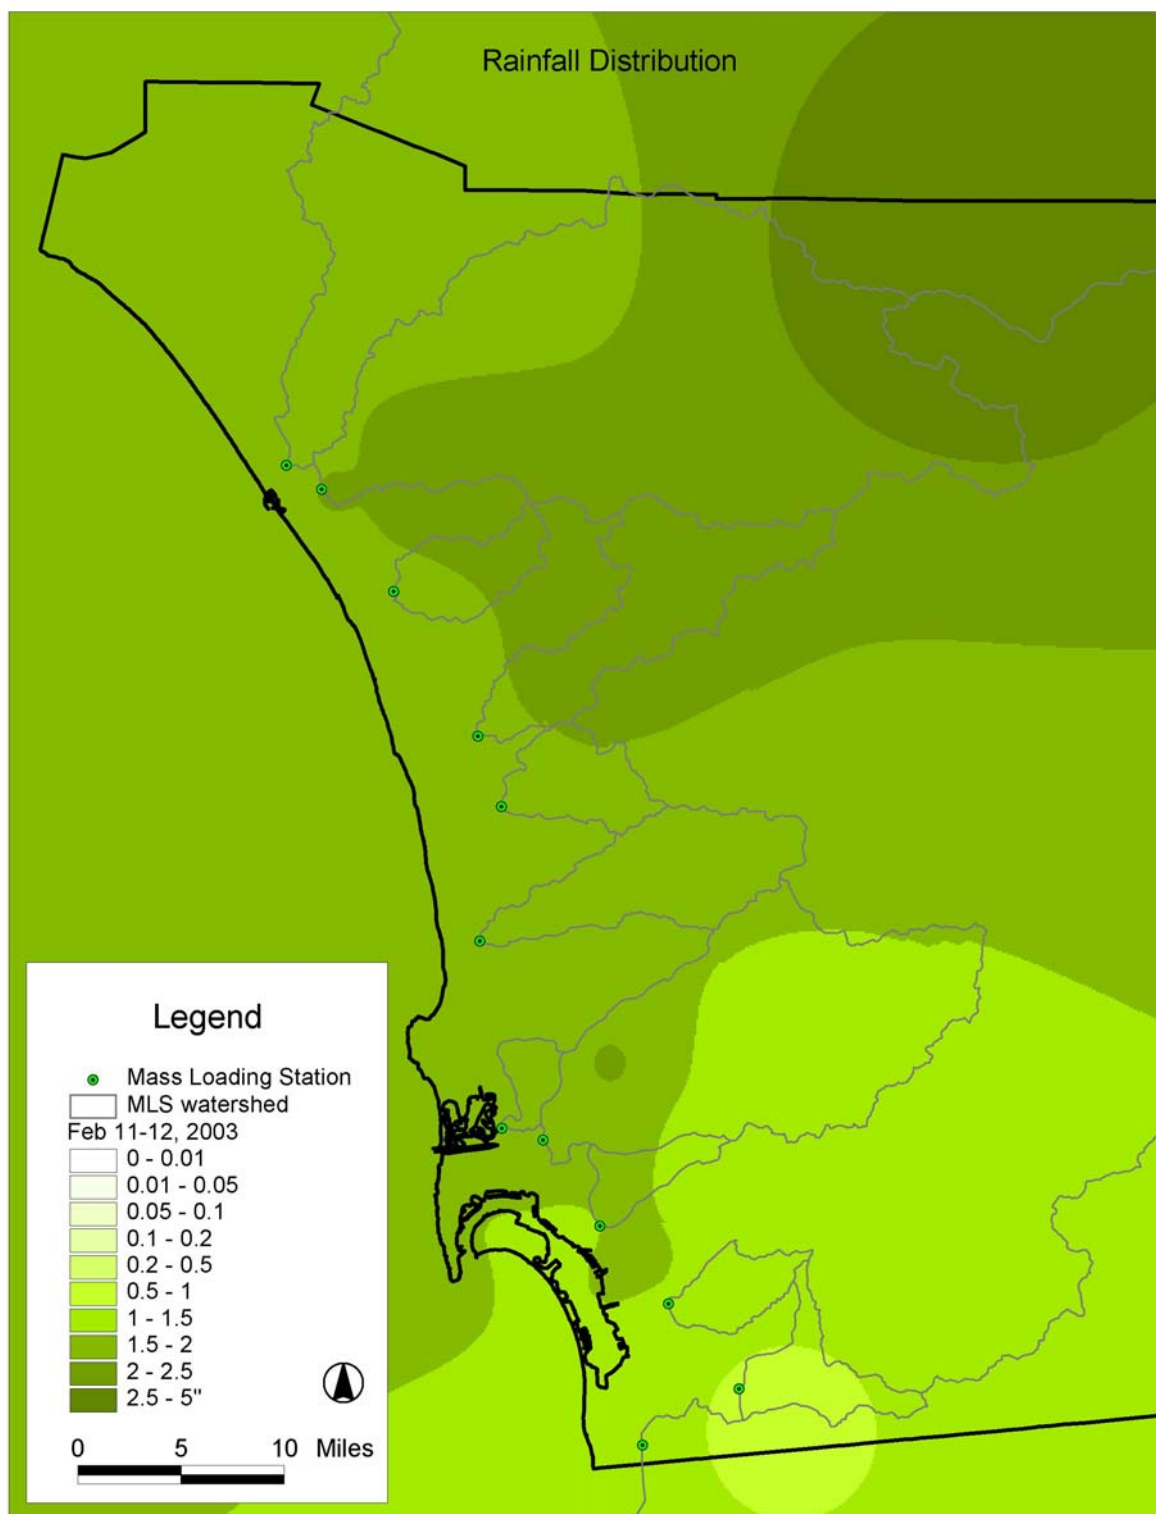 Rainfall Distribution
Legend
Mass Loading Station
MLS watershed
Feb 11-12, 2003
0 - 0.01
0.01 - 0.05
0.05 - 0.1
0.1 - 0.2
0.2 - 0.5
0.5 - 1
1 - 1.5
1.5 - 2
2 - 2.5
2.5 - 5"
0 5 10 Miles